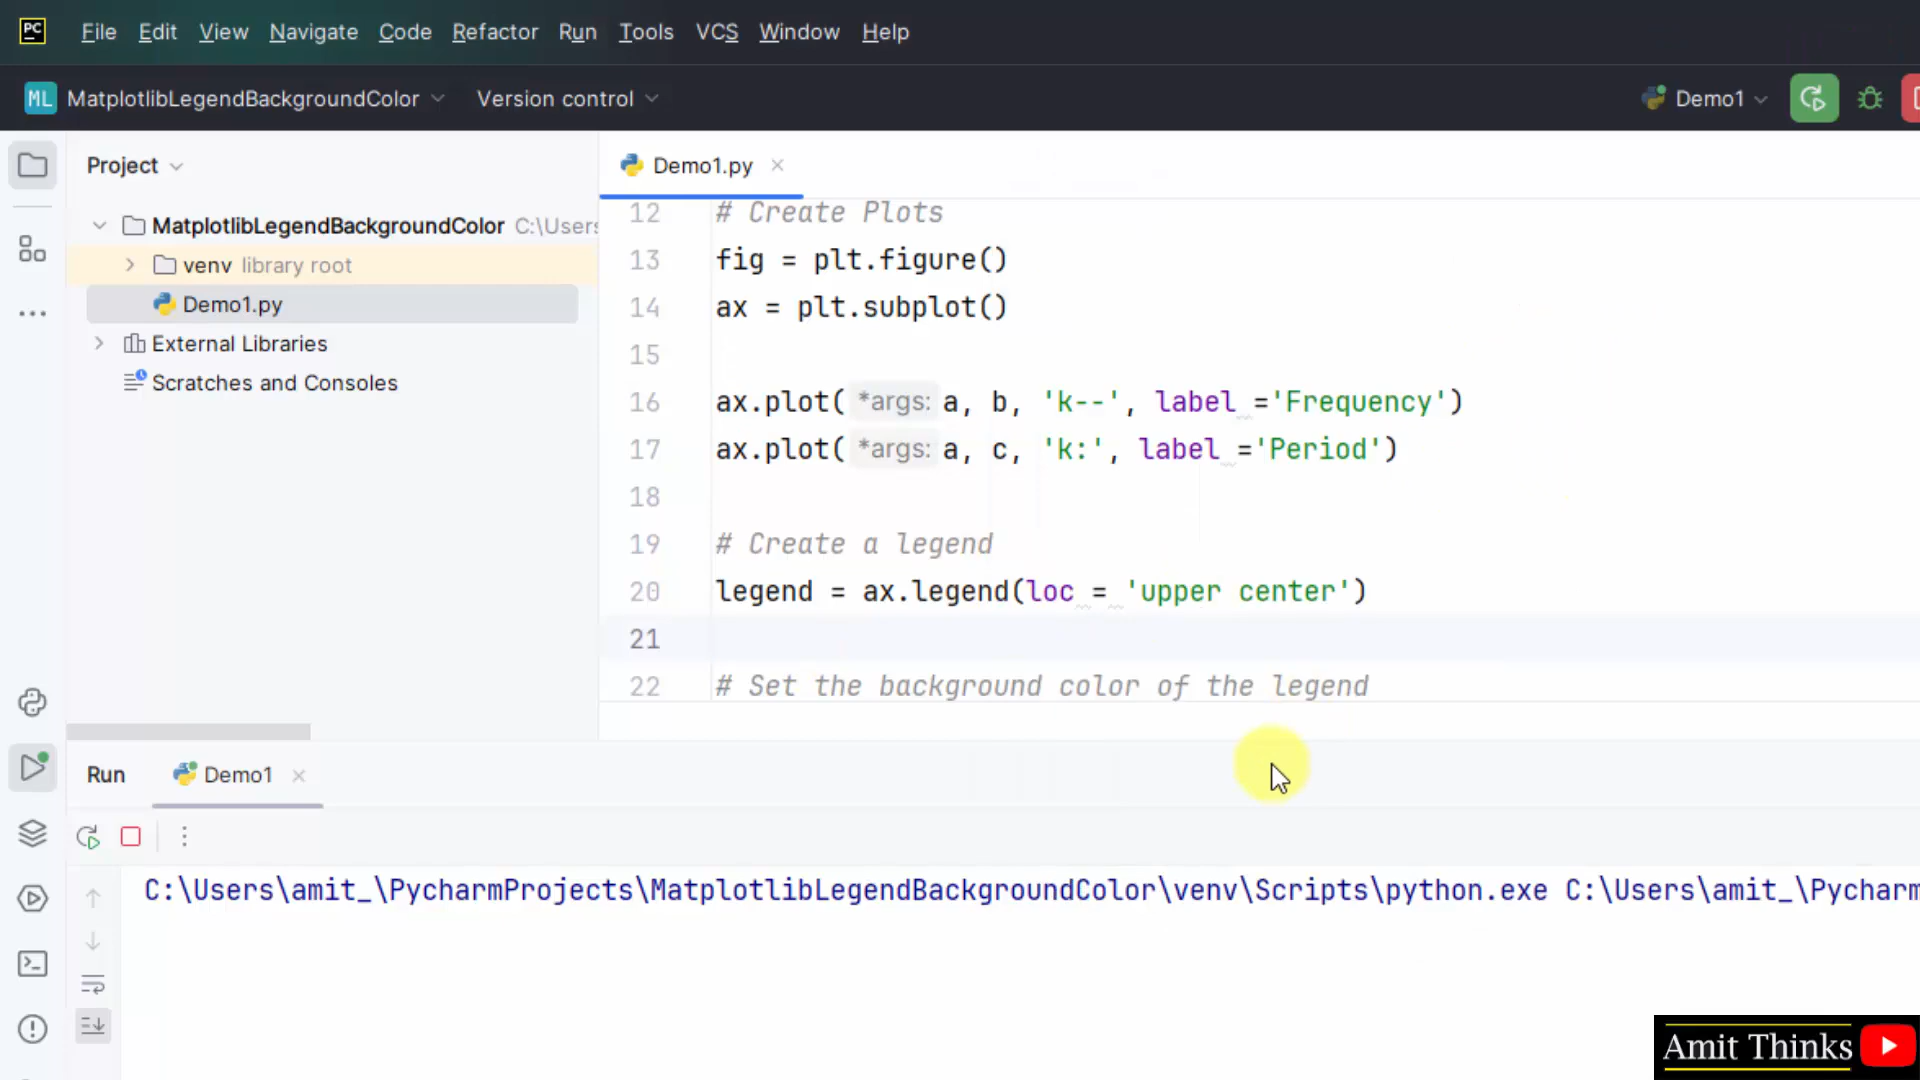 PC File Edit View Navigate Code Refactor Run Tools VCS Window Help
ML MatplotlibLegendBackgroundColor Version control Demo1
Project
Demo1.py
MatplotlibLegendBackgroundColor C:\Users
venv library root
Demo1.py
External Libraries
Scratches and Consoles
12 # Create Plots
13 fig = plt.figure()
14 ax = plt.subplot()
15
16 ax.plot( *args: a, b, 'k--', label ='Frequency')
17 ax.plot( *args: a, c, 'k:', label ='Period')
18
19 # Create a legend
20 legend = ax.legend(loc = 'upper center')
21
22 # Set the background color of the legend
Run Demo1
C:\Users\amit_\PycharmProjects\MatplotlibLegendBackgroundColor\venv\Scripts\python.exe C:\Users\amit_\Pycharm
Amit Thinks